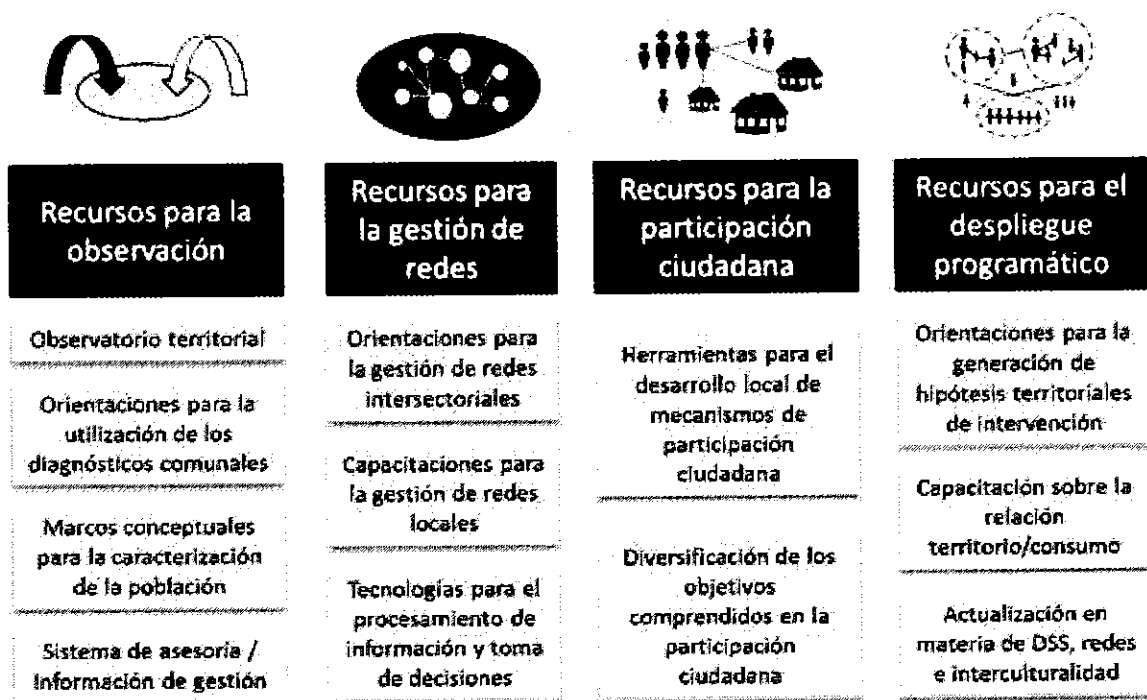 Recursos para la
observación
Observatorio territorial
Orientaciones para la
utilización de los
diagnósticos comunales
Marcos conceptuales
para la caracterización
de la población
Sistema de asesoría /
Información de gestión
Recursos para
la gestión de
redes
Orientaciones para
la gestión de redes
intersectoriales
Capacitaciones para
la gestión de redes
locales
Tecnologías para el
procesamiento de
información y toma
de decisiones
Recursos para la
participación
ciudadana
Herramientas para el
desarrollo local de
mecanismos de
participación
ciudadana
Diversificación de los
objetivos
comprendidos en la
participación
ciudadana
Recursos para el
despliegue
programático
Orientaciones para la
generación de
hipótesis territoriales
de intervención
Capacitación sobre la
relación
territorio/consumo
Actualización en
materia de DSS, redes
e interculturalidad